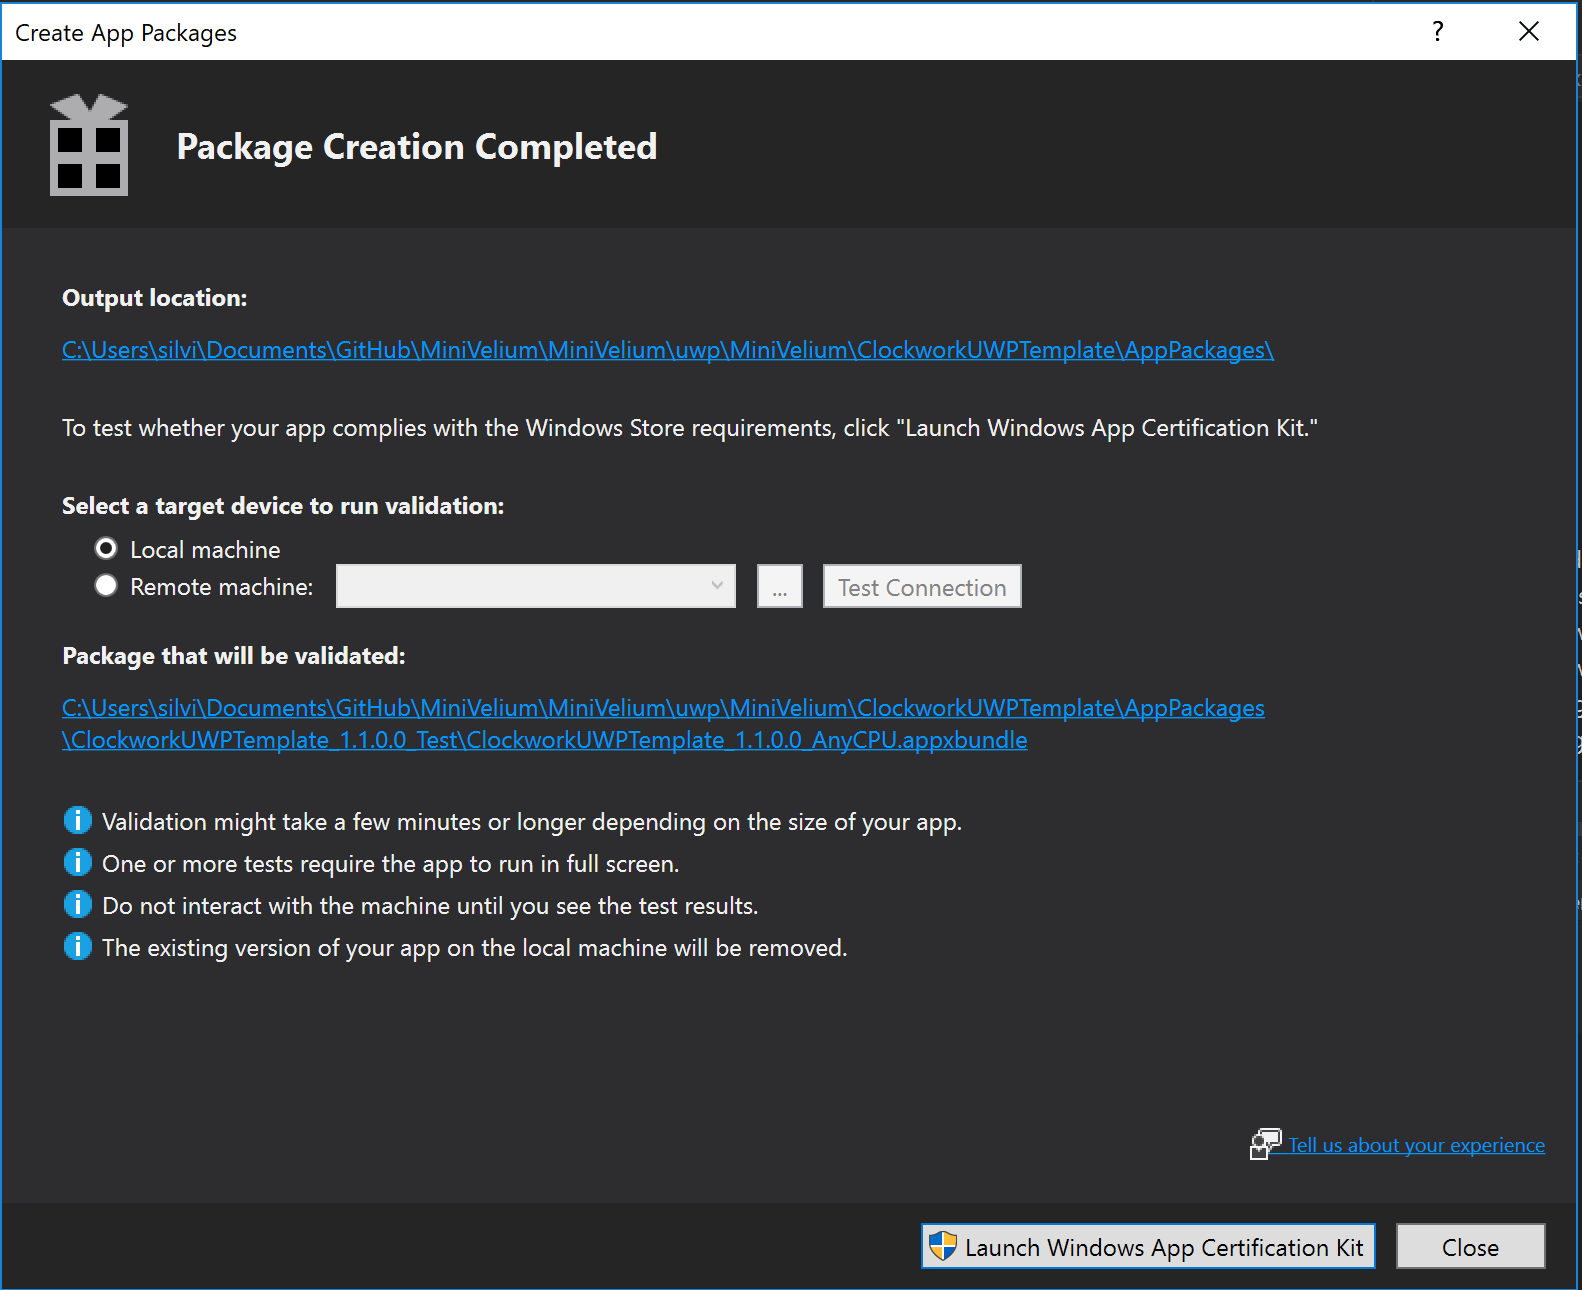 Create App Packages
?
Package Creation Completed
Output location:
C:\Users\silvi\Documents\GitHub\MiniVelium\MiniVelium\uwp\MiniVelium\ClockworkUWPTemplate\AppPackages\
To test whether your app complies with the Windows Store requirements, click "Launch Windows App Certification Kit."
Select a target device to run validation:
Local machine
Remote machine:
...
Test Connection
Package that will be validated:
C:\Users\silvi\Documents\GitHub\MiniVelium\MiniVelium\uwp\MiniVelium\ClockworkUWPTemplate\AppPackages
\ClockworkUWPTemplate_1.1.0.0_Test\ClockworkUWPTemplate_1.1.0.0_AnyCPU.appxbundle
Validation might take a few minutes or longer depending on the size of your app.
One or more tests require the app to run in full screen.
Do not interact with the machine until you see the test results.
The existing version of your app on the local machine will be removed.
Tell us about your experience
Launch Windows App Certification Kit
Close